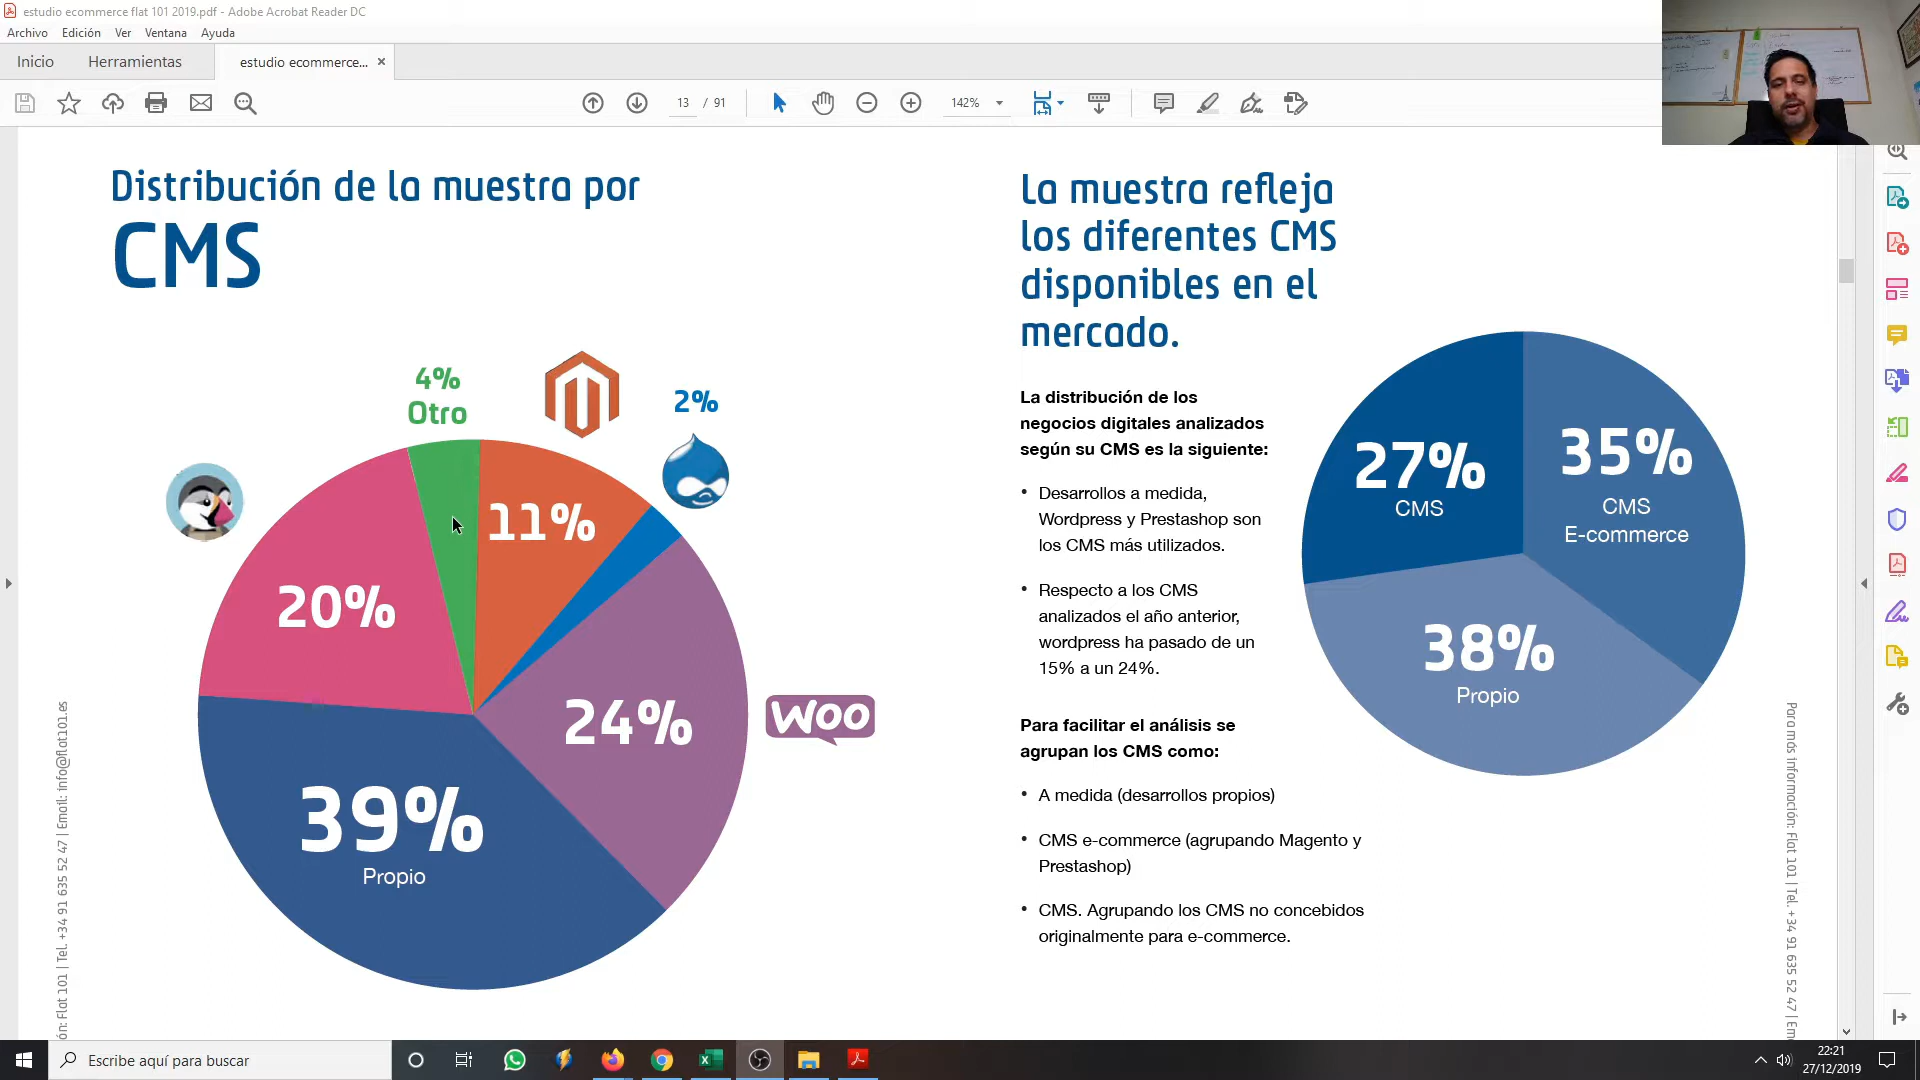 estudio ecommerce flat 101 2019.pdf - Adobe Acrobat Reader DC
Archivo Edición Ver Ventana Ayuda
Inicio Herramientas estudio ecommerce... ×
13 / 91 142%
Distribución de la muestra por
CMS
4%
Otro
2%
11%
20%
24%
WOO
39%
Propio
La muestra refleja
los diferentes CMS
disponibles en el
mercado.
La distribución de los
negocios digitales analizados
según su CMS es la siguiente:
• Desarrollos a medida,
Wordpress y Prestashop son
los CMS más utilizados.
• Respecto a los CMS
analizados el año anterior,
wordpress ha pasado de un
15% a un 24%.
Para facilitar el análisis se
agrupan los CMS como:
• A medida (desarrollos propios)
• CMS e-commerce (agrupando Magento y
Prestashop)
• CMS. Agrupando los CMS no concebidos
originalmente para e-commerce.
27%
CMS
35%
CMS
E-commerce
38%
Propio
ón: Flat 101 | Tel. +34 91 635 52 47 | Email: info@flat101.es
Para más información: Flat 101 | Tel. +34 91 635 52 47 | Em
Escribe aquí para buscar
22:21
27/12/2019